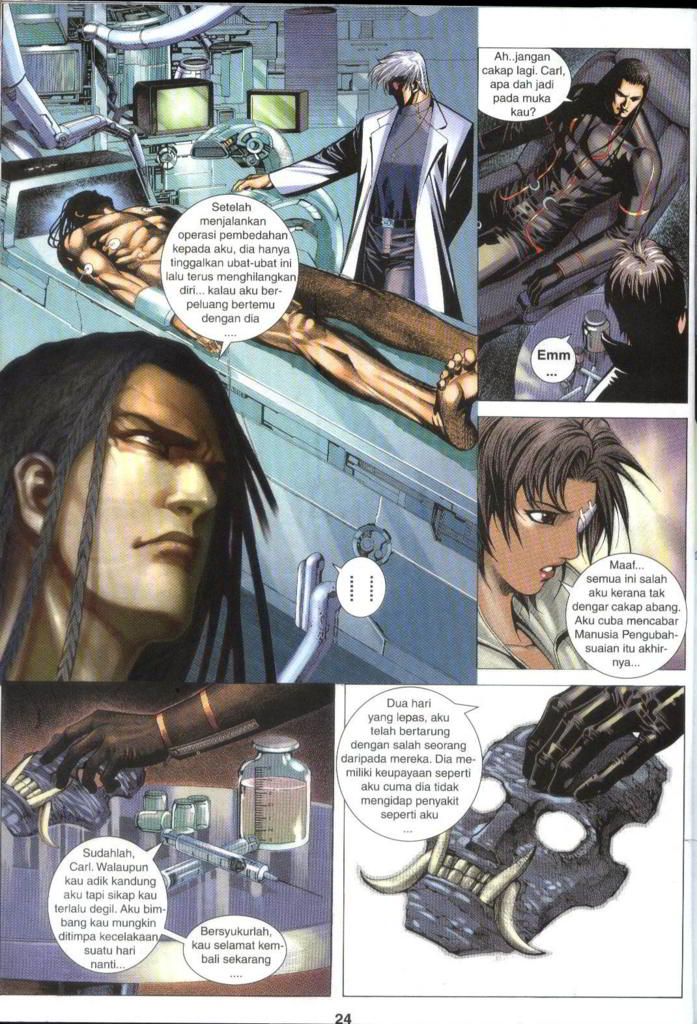 Setelah
menjalankan
operasi pembedahan
kepada aku, dia hanya
tinggalkan ubat-ubat ini
lalu terus menghilangkan
diri... kalau aku ber-
peluang bertemu
dengan dia
....
Ah..jangan
cakap lagi. Carl,
apa dah jadi
pada muka
kau?
Emm
...
Maaf...
semua ini salah
aku kerana tak
dengar cakap abang.
Aku cuba mencabar
Manusia Pengubah-
suaian itu akhir-
nya...
Sudahlah,
Carl. Walaupun
kau adik kandung
aku tapi sikap kau
terlalu degil. Aku bim-
bang kau mungkin
ditimpa kecelakaan
suatu hari
nanti...
Bersyukurlah,
kau selamat kem-
bali sekarang
....
Dua hari
yang lepas, aku
telah bertarung
dengan salah seorang
daripada mereka. Dia me-
miliki keupayaan seperti
aku cuma dia tidak
mengidap penyakit
seperti aku
...
24